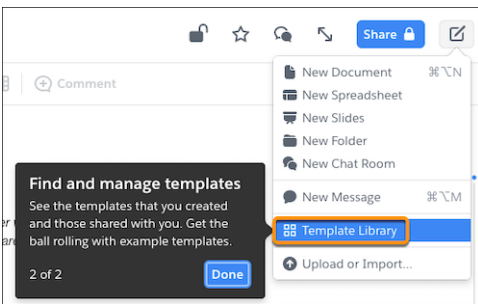 Share
Comment
New Document ⌘⌥N
New Spreadsheet
New Slides
New Folder
New Chat Room
New Message ⌘⌥M
Template Library
Upload or Import...
Find and manage templates
See the templates that you created
and those shared with you. Get the
ball rolling with example templates.
2 of 2
Done